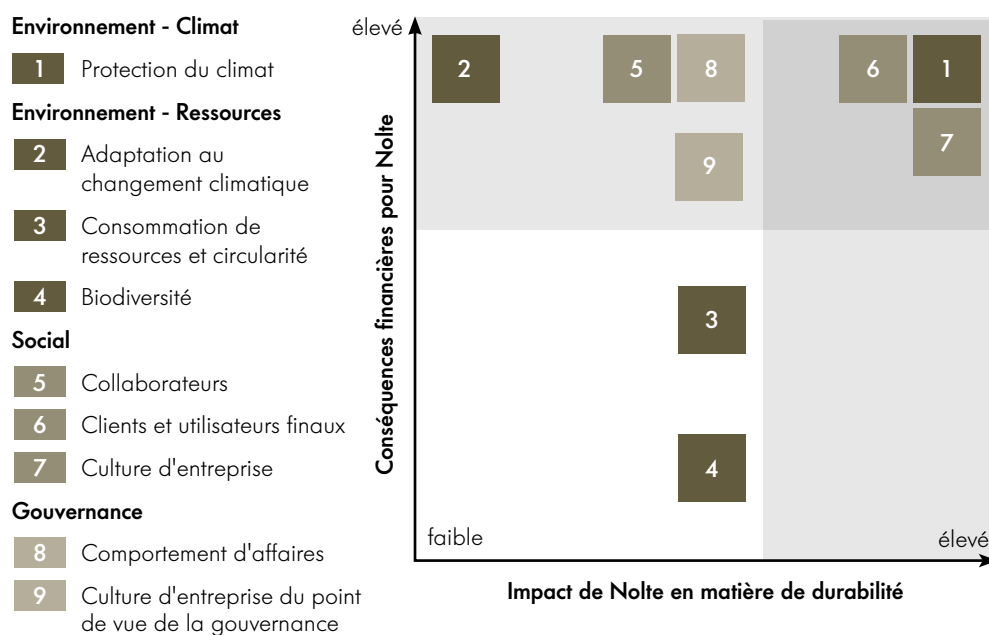 Environnement - Climat
1 Protection du climat
Environnement - Ressources
2 Adaptation au
changement climatique
3 Consommation de
ressources et circularité
4 Biodiversité
Social
5 Collaborateurs
6 Clients et utilisateurs finaux
7 Culture d'entreprise
Gouvernance
8 Comportement d'affaires
9 Culture d'entreprise du point
de vue de la gouvernance
élevé
Conséquences financières pour Nolte
2 5 8 6 1
7
9
3
4
faible
élevé
Impact de Nolte en matière de durabilité